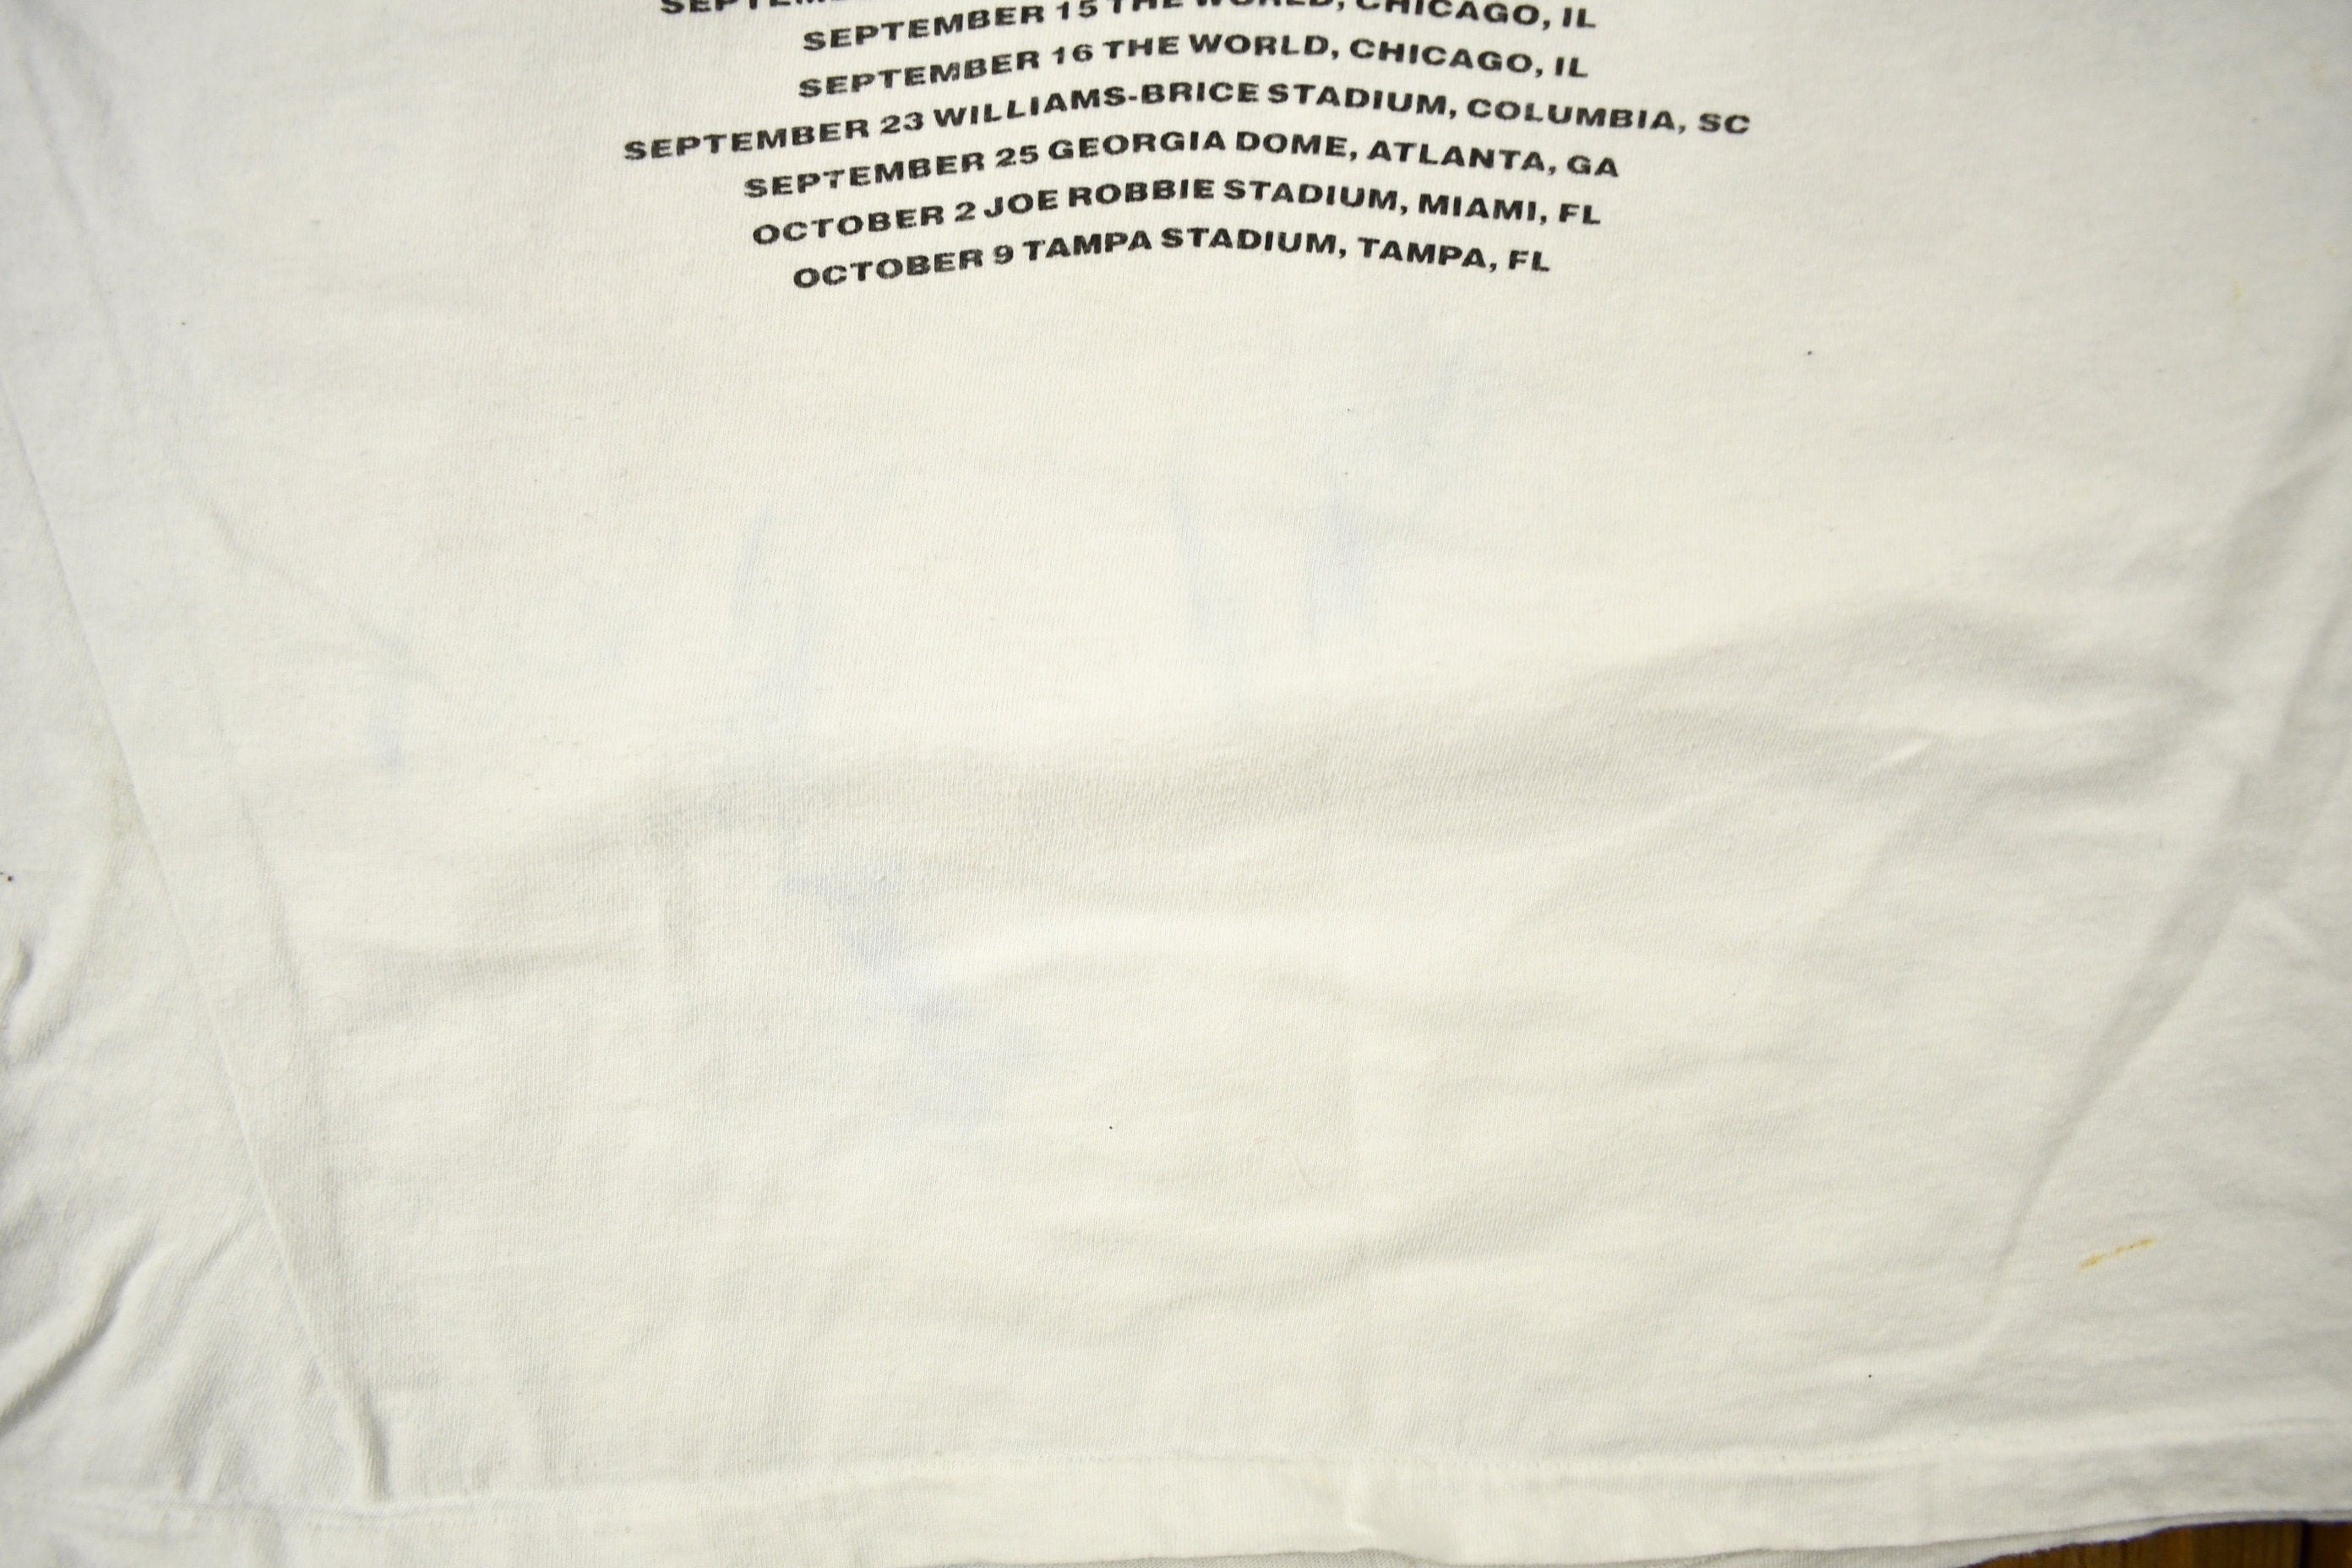 SEPTEMBER 15 THE WORLD, CHICAGO, IL
SEPTEMBER 16 THE WORLD, CHICAGO, IL
SEPTEMBER 23 WILLIAMS-BRICE STADIUM, COLUMBIA, SC
SEPTEMBER 25 GEORGIA DOME, ATLANTA, GA
OCTOBER 2 JOE ROBBIE STADIUM, MIAMI, FL
OCTOBER 9 TAMPA STADIUM, TAMPA, FL